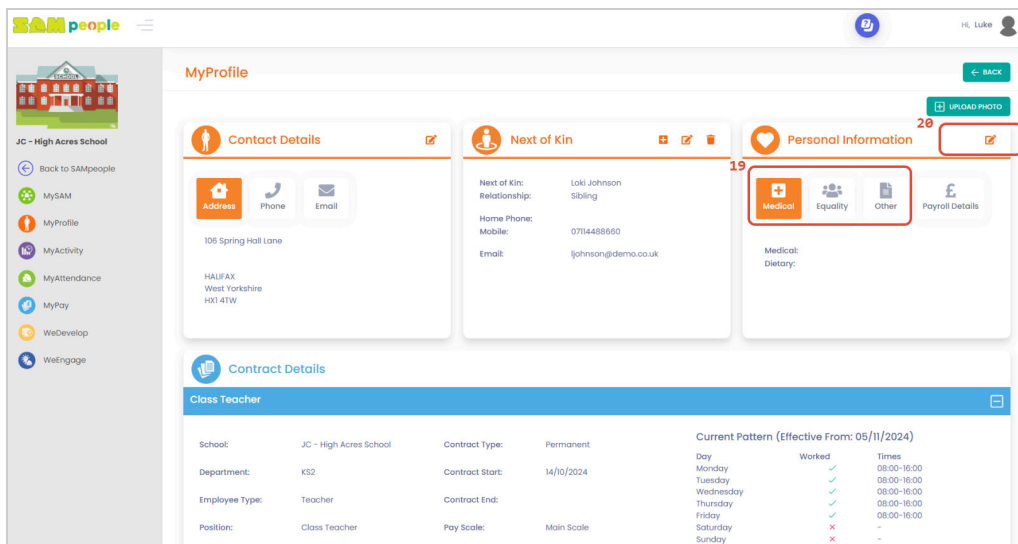 SAMpeople
Hi, Luke
SCHOOL
JC - High Acres School
Back to SAMpeople
MySAM
MyProfile
MyActivity
MyAttendance
MyPay
WeDevelop
WeEngage
MyProfile
← BACK
UPLOAD PHOTO
20
Contact Details
Address
Phone
Email
106 Spring Hall Lane
HALIFAX
West Yorkshire
HX1 4TW
Next of Kin
Next of Kin: Loki Johnson
Relationship: Sibling
Home Phone:
Mobile: 07114488660
Email: ljohnson@demo.co.uk
Personal Information
19
Medical
Equality
Other
£
Payroll Details
Medical:
Dietary:
Contract Details
Class Teacher
School: JC - High Acres School
Department: KS2
Employee Type: Teacher
Position: Class Teacher
Contract Type: Permanent
Contract Start: 14/10/2024
Contract End:
Pay Scale: Main Scale
Current Pattern (Effective From: 05/11/2024)
Day Worked Times
Monday ✓ 08:00-16:00
Tuesday ✓ 08:00-16:00
Wednesday ✓ 08:00-16:00
Thursday ✓ 08:00-16:00
Friday ✓ 08:00-16:00
Saturday × -
Sunday × -